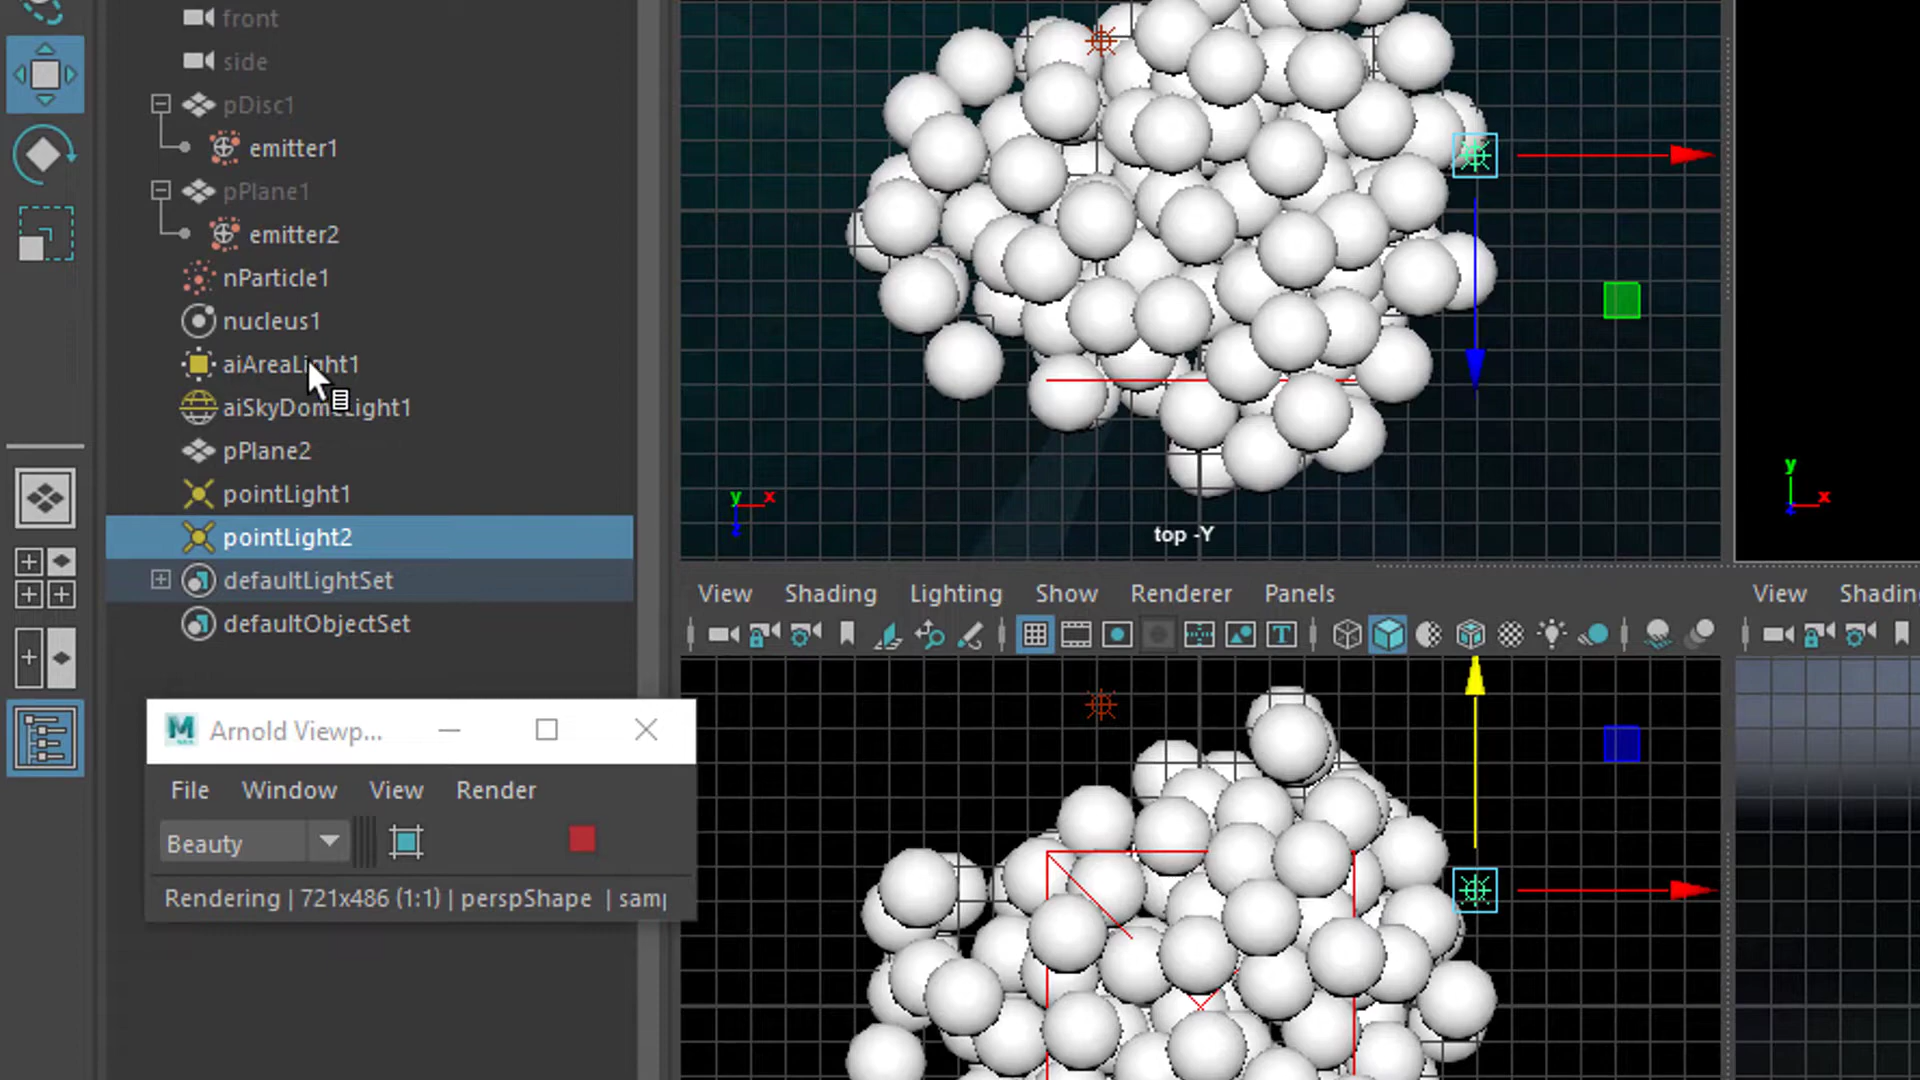 front
side
pDisc1
emitter1
pPlane1
emitter2
nParticle1
nucleus1
aiAreaLight1
aiSkyDomeLight1
pPlane2
pointLight1
pointLight2
defaultLightSet
defaultObjectSet
M Arnold Viewp...
File Window View Render
Beauty
Rendering | 721x486 (1:1) | perspShape | samp
y x
top -Y
y x
View Shading Lighting Show Renderer Panels
View Shadin
T